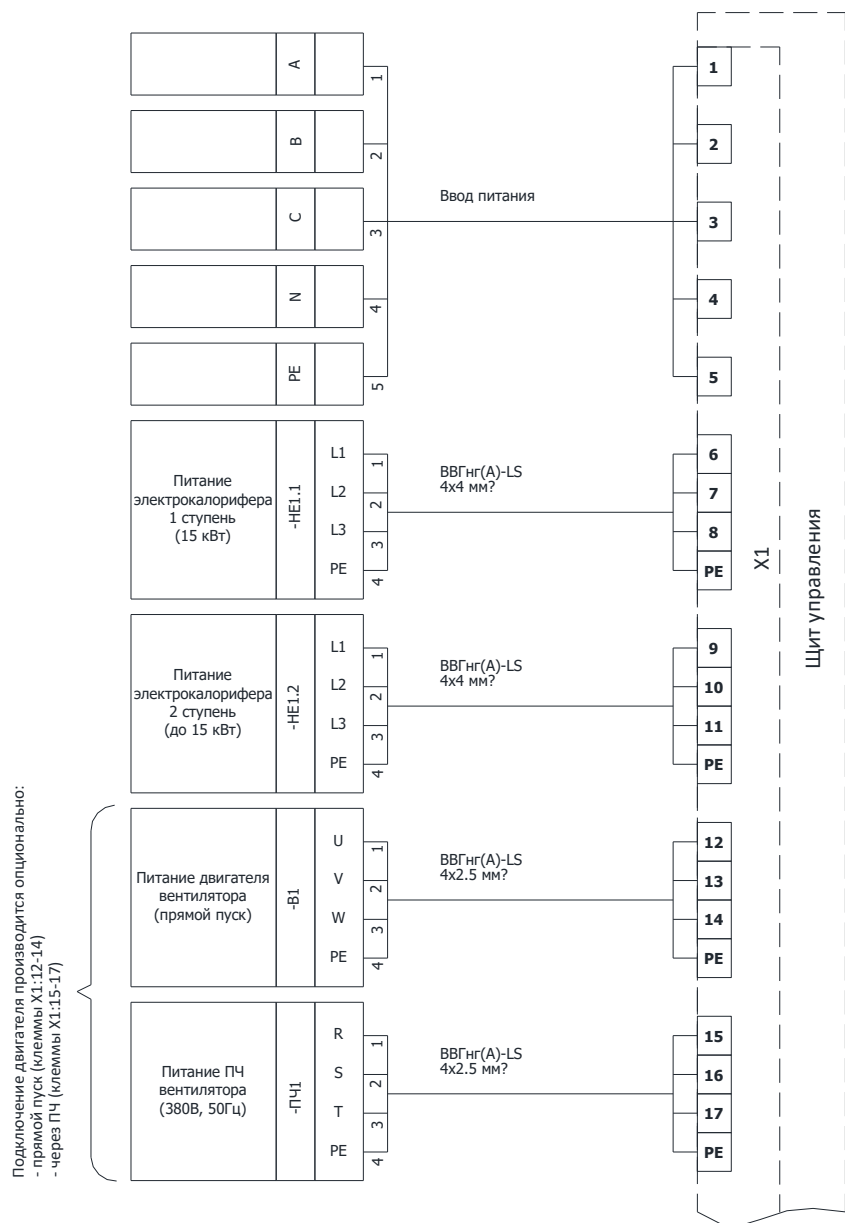 A
1
1
B
2
2
C
3
Ввод питания
3
N
4
4
PE
5
5
Питание
электрокалорифера
1 ступень
(15 кВт)
-HE1.1
L1
L2
L3
PE
1
2
3
4
ВВГнг(А)-LS
4x4 мм?
6
7
8
PE
X1
Щит управления
Питание
электрокалорифера
2 ступень
(до 15 кВт)
-HE1.2
L1
L2
L3
PE
1
2
3
4
ВВГнг(А)-LS
4x4 мм?
9
10
11
PE
Подключение двигателя производится опционально:
- прямой пуск (клеммы X1:12-14)
- через ПЧ (клеммы X1:15-17)
Питание двигателя
вентилятора
(прямой пуск)
-В1
U
V
W
PE
1
2
3
4
ВВГнг(А)-LS
4x2.5 мм?
12
13
14
PE
Питание ПЧ
вентилятора
(380В, 50Гц)
-ПЧ1
R
S
T
PE
1
2
3
4
ВВГнг(А)-LS
4x2.5 мм?
15
16
17
PE